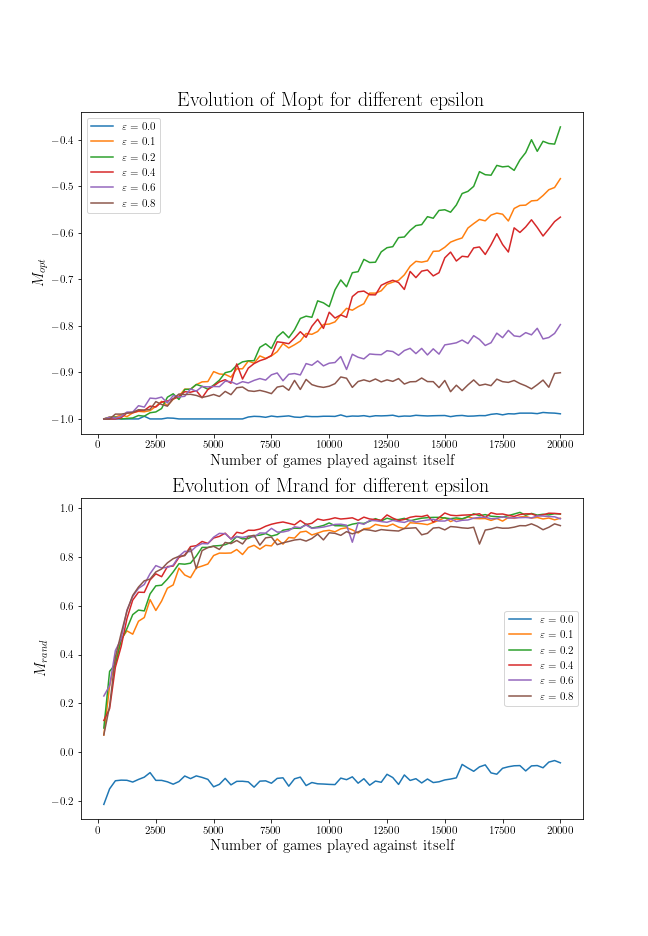 Evolution of Mopt for different epsilon
ε = 0.0
ε = 0.1
ε = 0.2
ε = 0.4
ε = 0.6
ε = 0.8
−0.4
−0.5
−0.6
−0.7
−0.8
−0.9
−1.0
M_opt
0 2500 5000 7500 10000 12500 15000 17500 20000
Number of games played against itself
Evolution of Mrand for different epsilon
1.0
0.8
0.6
0.4
0.2
0.0
−0.2
M_rand
ε = 0.0
ε = 0.1
ε = 0.2
ε = 0.4
ε = 0.6
ε = 0.8
0 2500 5000 7500 10000 12500 15000 17500 20000
Number of games played against itself